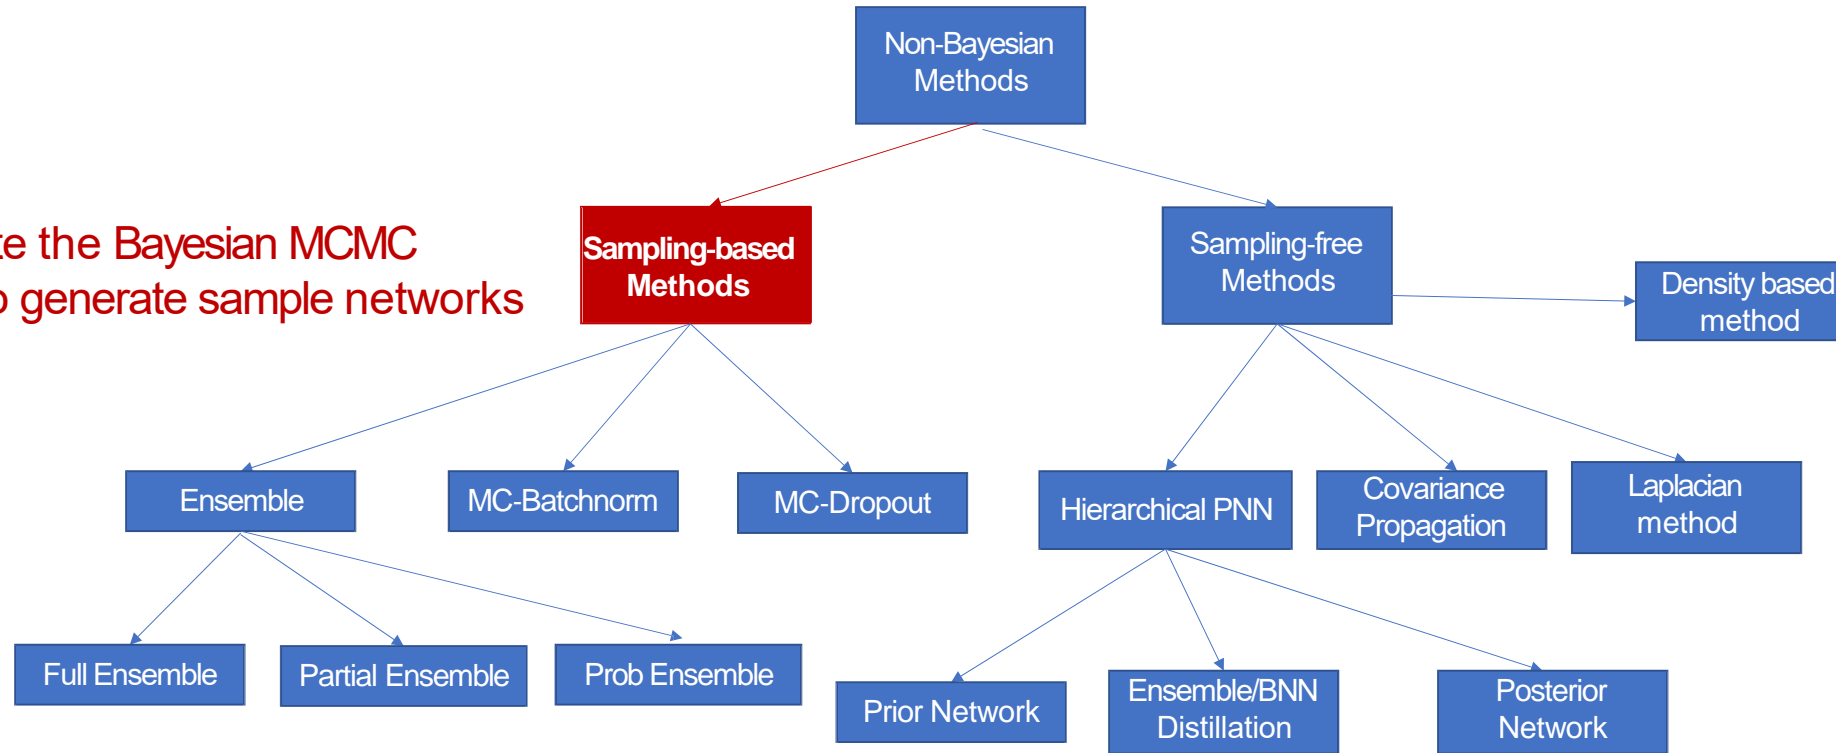 Non-Bayesian
Methods
the Bayesian MCMC
generate sample networks
Sampling-based
Methods
Sampling-free
Methods
Density based
method
Ensemble
MC-Batchnorm
MC-Dropout
Hierarchical PNN
Covariance
Propagation
Laplacian
method
Full Ensemble
Partial Ensemble
Prob Ensemble
Prior Network
Ensemble/BNN
Distillation
Posterior
Network